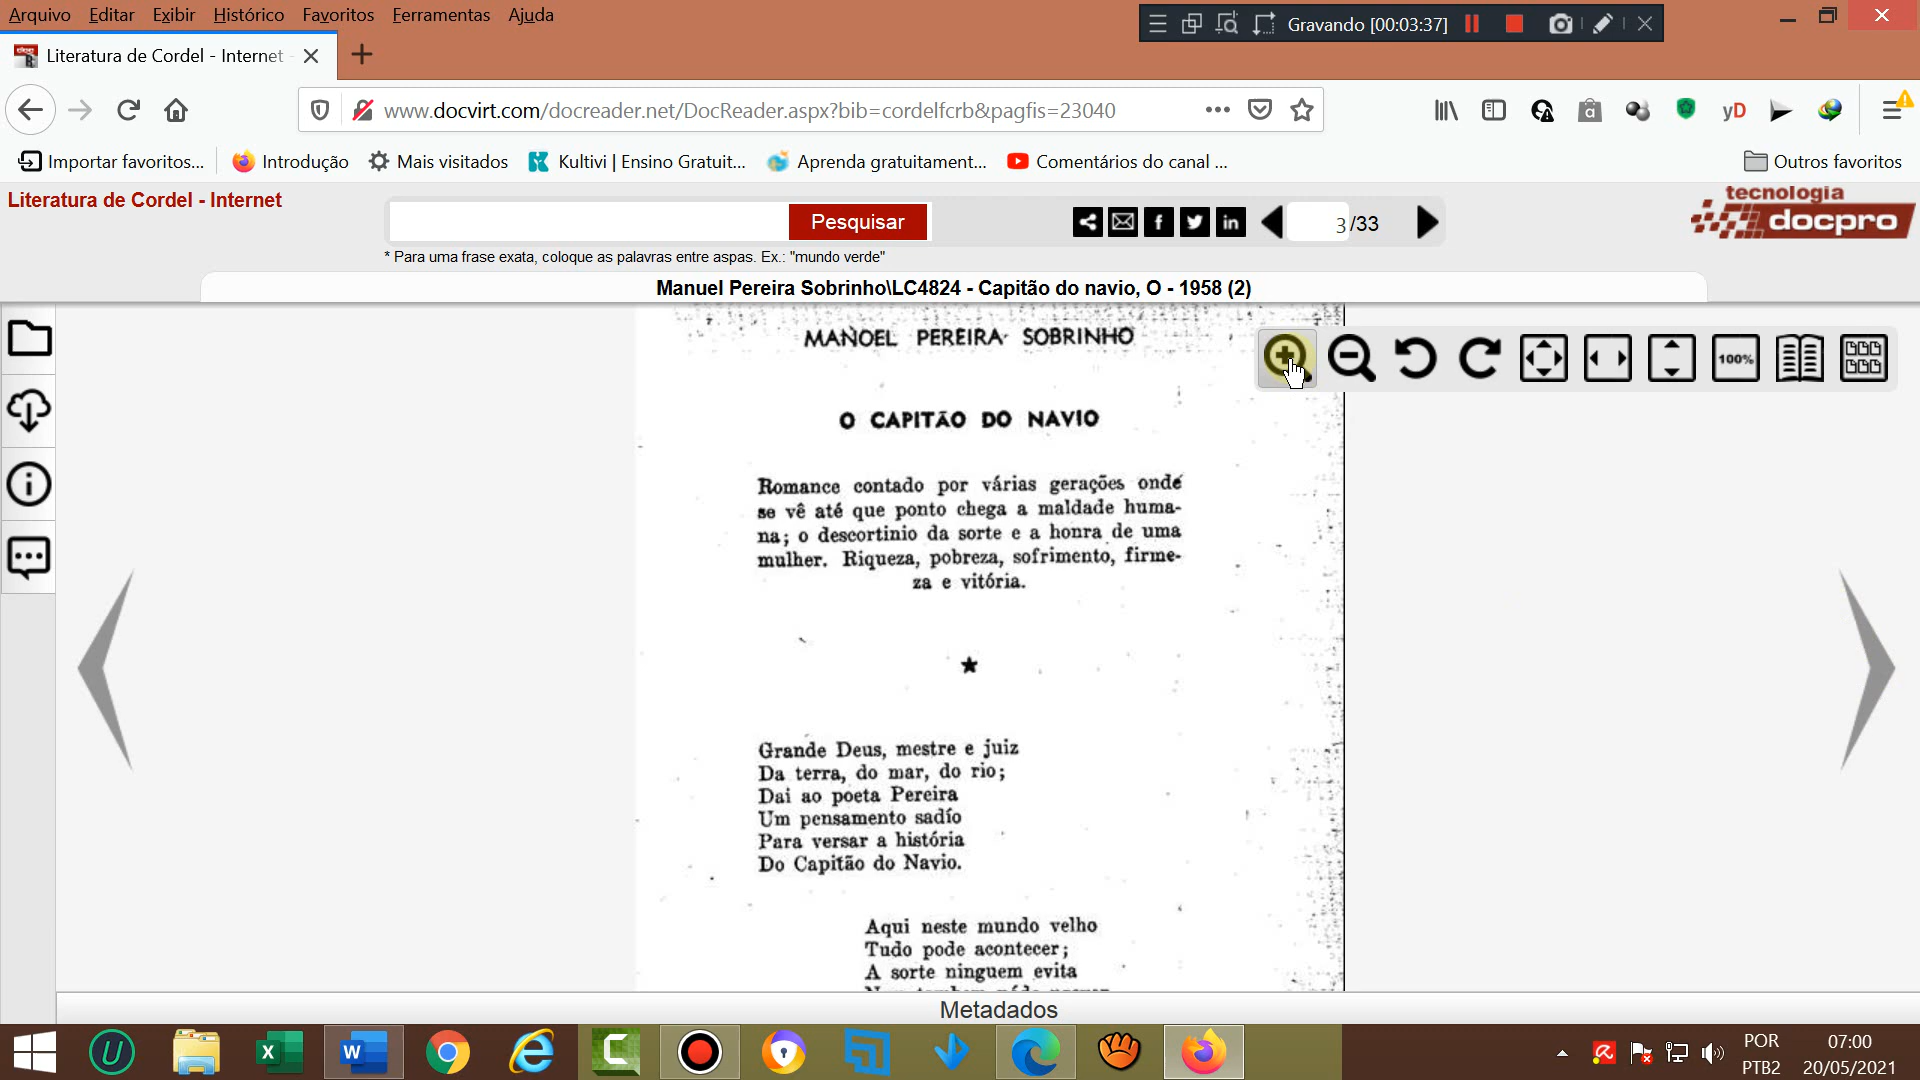 Arquivo Editar Exibir Histórico Favoritos Ferramentas Ajuda
Gravando [00:03:37]
Literatura de Cordel - Internet -
www.docvirt.com/docreader.net/DocReader.aspx?bib=cordelfcrb&pagfis=23040
yD
Importar favoritos... Introdução Mais visitados Kultivi | Ensino Gratuit... Aprenda gratuitament... Comentários do canal ... Outros favoritos
Literatura de Cordel - Internet
Pesquisar
3 /33
tecnologia
docpro
* Para uma frase exata, coloque as palavras entre aspas. Ex.: "mundo verde"
Manuel Pereira Sobrinho\LC4824 - Capitão do navio, O - 1958 (2)
100%
MANOEL PEREIRA SOBRINHO
O CAPITÃO DO NAVIO
Romance contado por várias gerações onde
se vê até que ponto chega a maldade huma-
na; o descortinio da sorte e a honra de uma
mulher. Riqueza, pobreza, sofrimento, firme-
za e vitória.
Grande Deus, mestre e juiz
Da terra, do mar, do rio;
Dai ao poeta Pereira
Um pensamento sadío
Para versar a história
Do Capitão do Navio.
Aqui neste mundo velho
Tudo pode acontecer;
A sorte ninguem evita
Metadados
POR
PTB2
07:00
20/05/2021